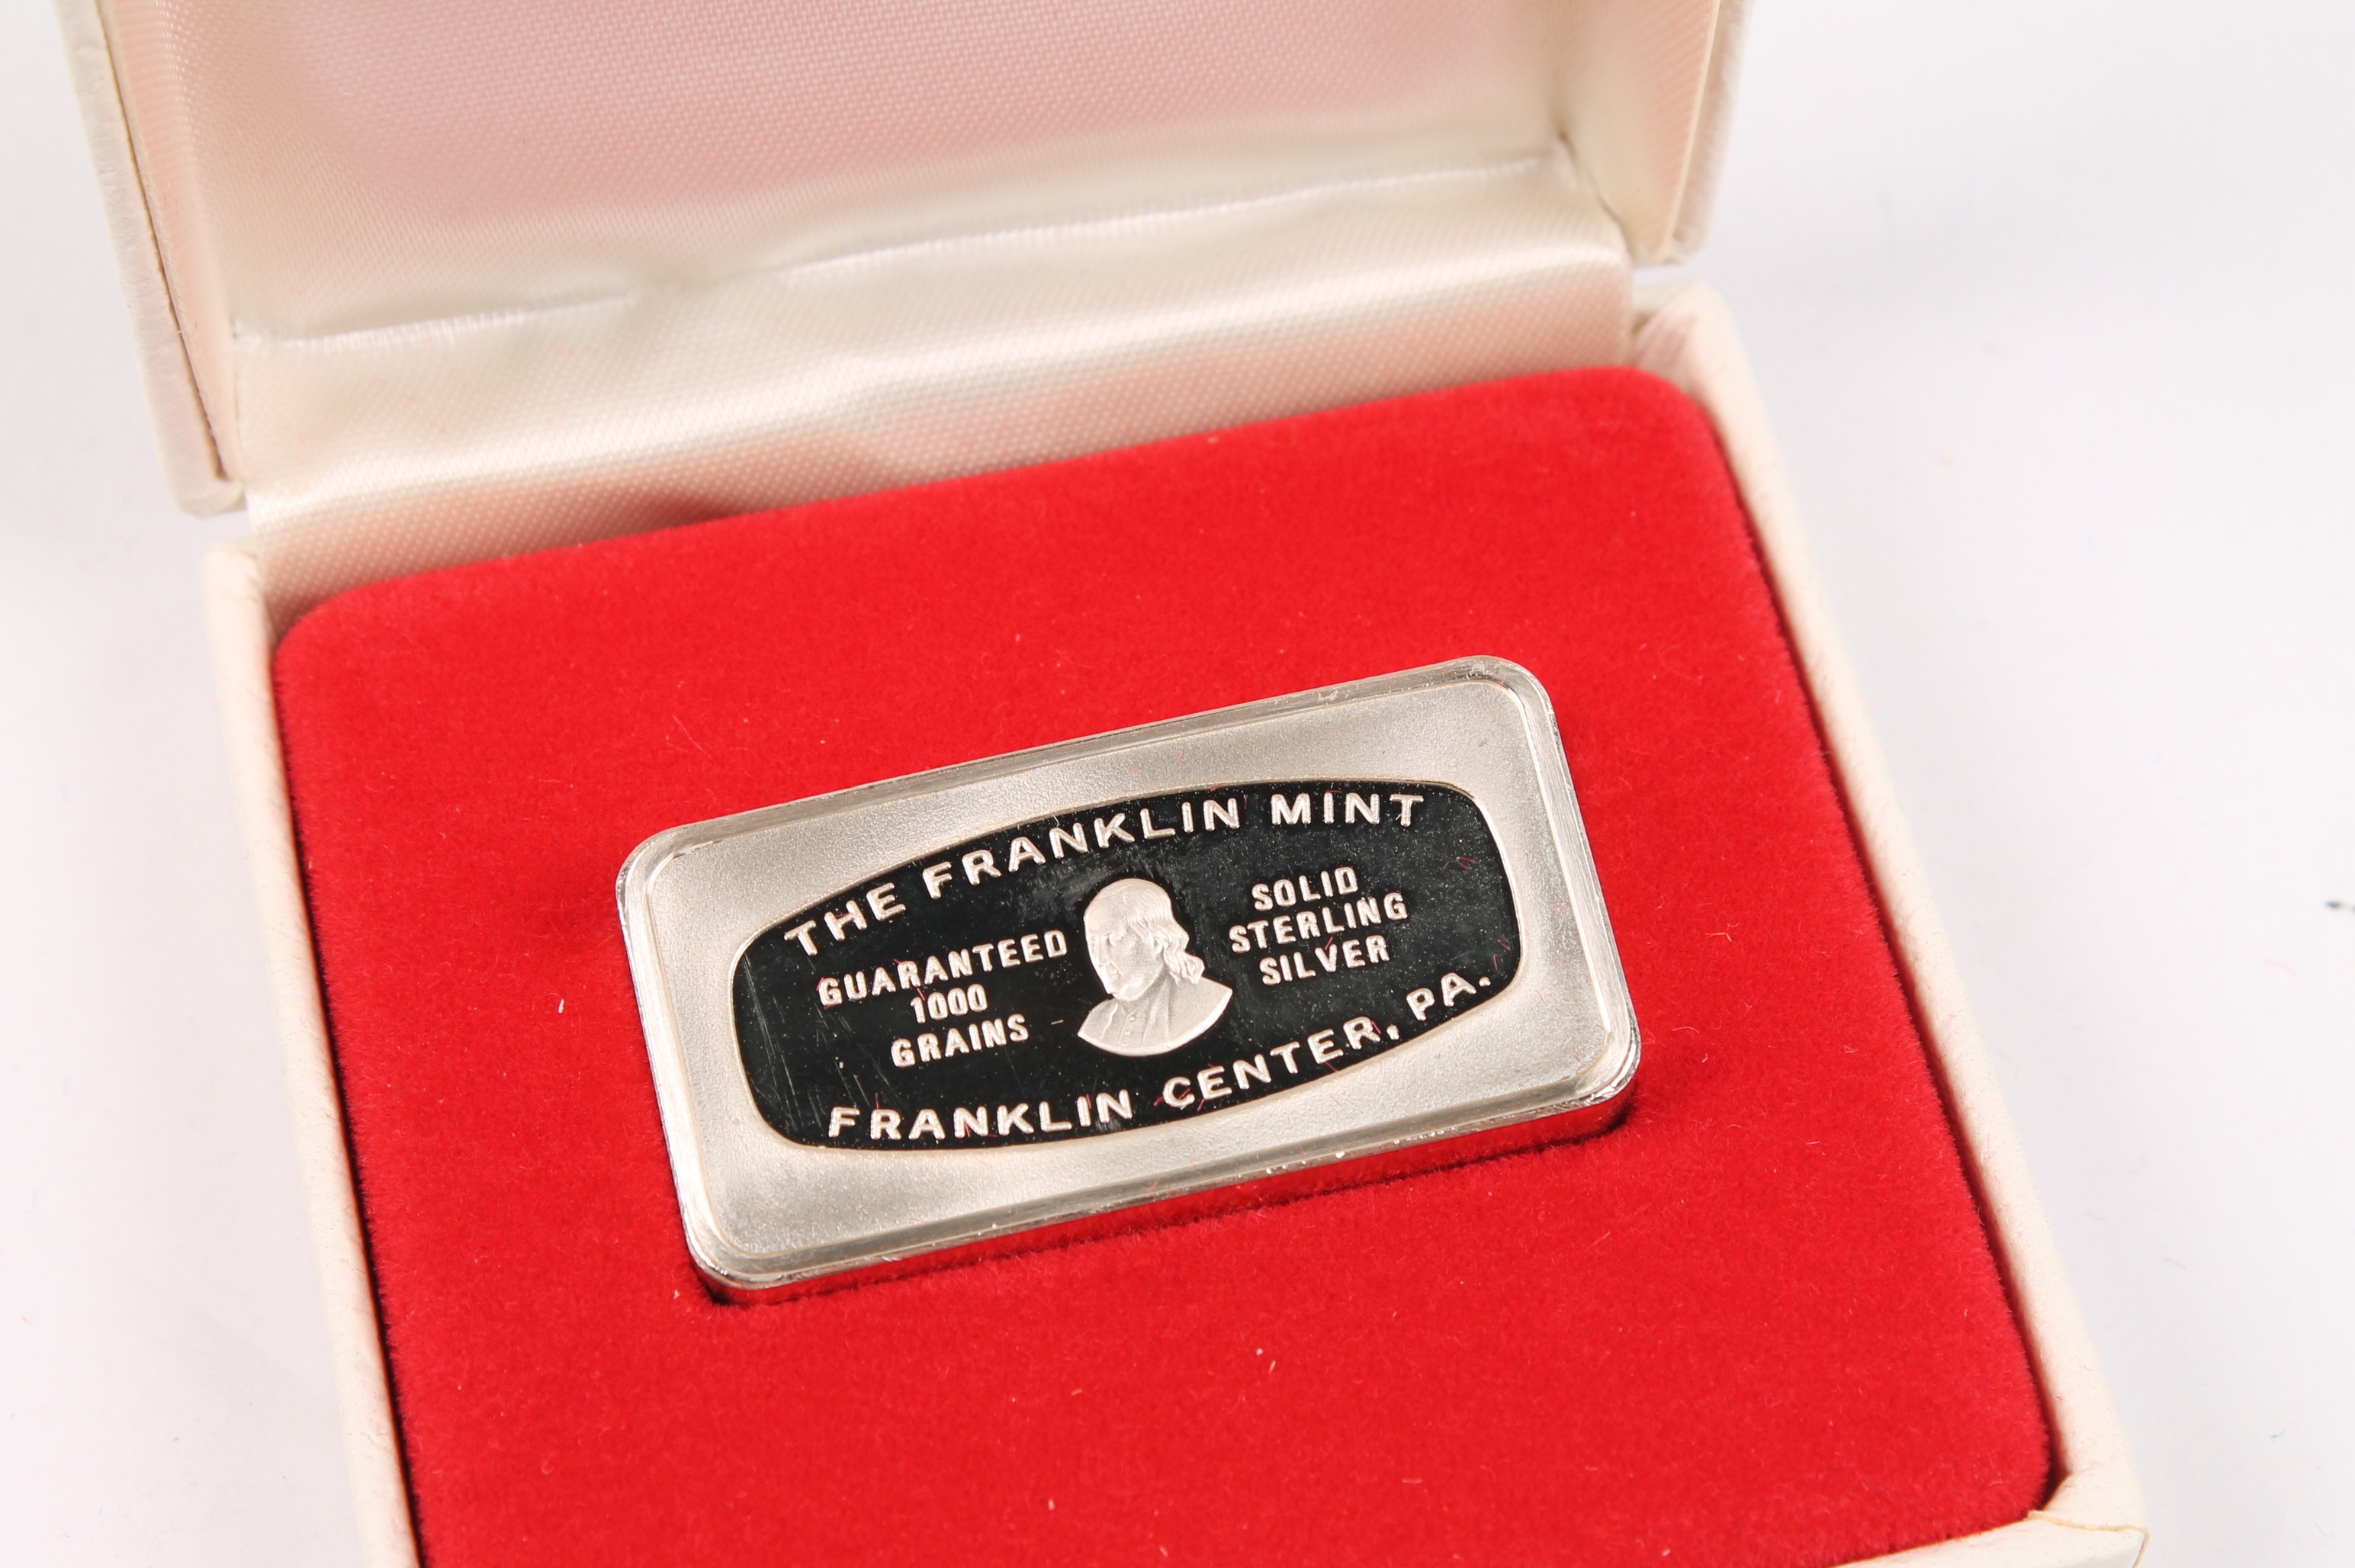 THE FRANKLIN MINT
GUARANTEED
1000
GRAINS
SOLID
STERLING
SILVER
FRANKLIN CENTER, PA.